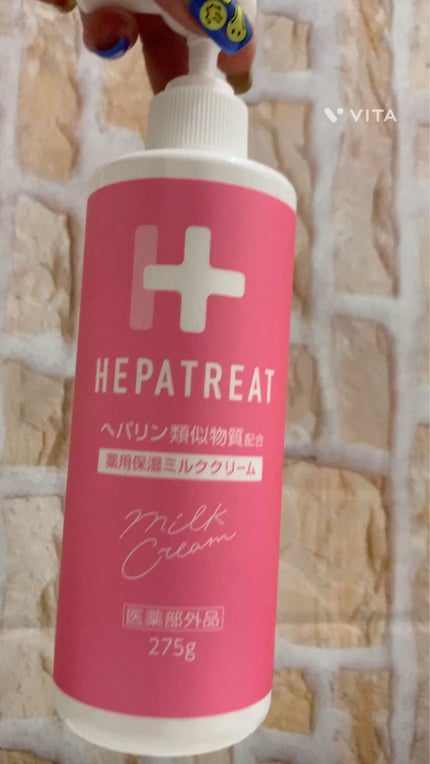 VITA
HEPATREAT
ヘパリン類似物質配合
薬用保湿ミルククリーム
milk
Cream
医薬部外品
275g